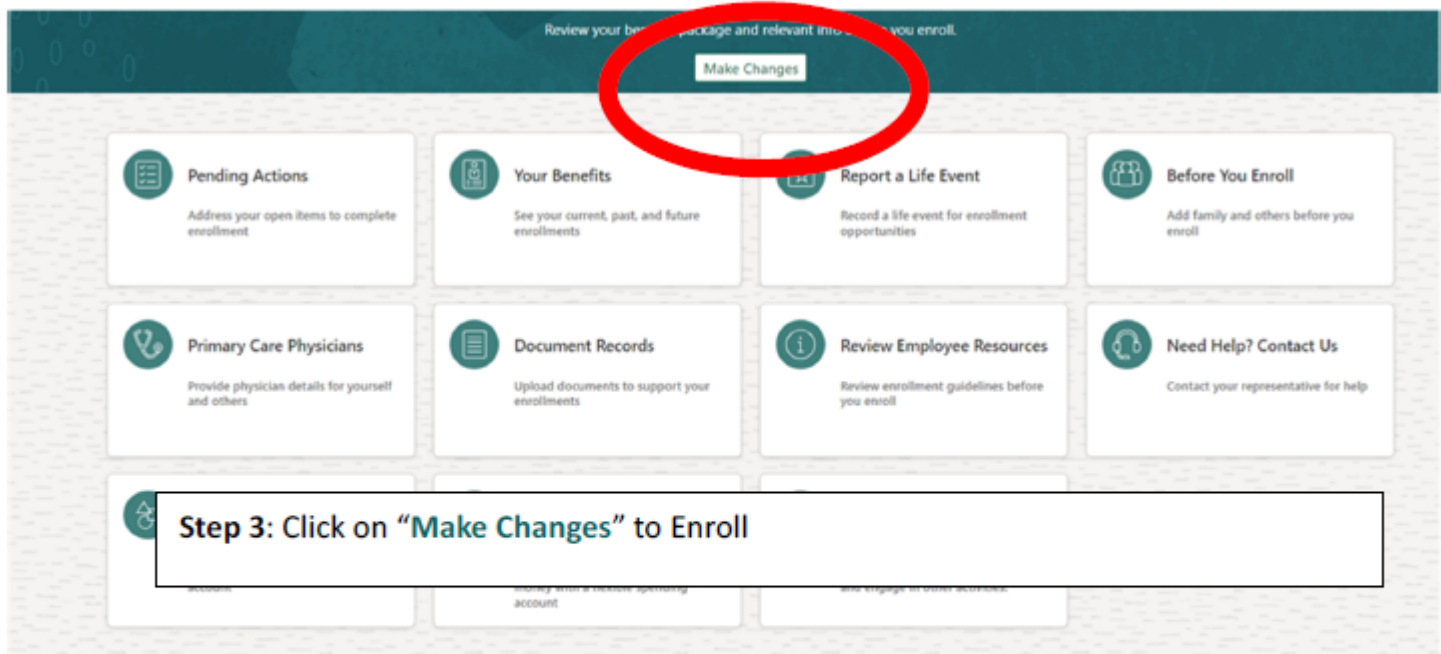 Review your package and relevant you enroll.
Make Changes
Pending Actions
Address your open items to complete
enrollment
Your Benefits
See your current, past, and future
enrollments
Report a Life Event
Record a life event for enrollment
opportunities
Before You Enroll
Add family and others before you
enroll
Primary Care Physicians
Provide physician details for yourself
and others
Document Records
Upload documents to support your
enrollments
Review Employee Resources
Review enrollment guidelines before
you enroll
Need Help? Contact Us
Contact your representative for help
Step 3: Click on “Make Changes” to Enroll
account
money with a flexible spending
account
and engage in other activities.